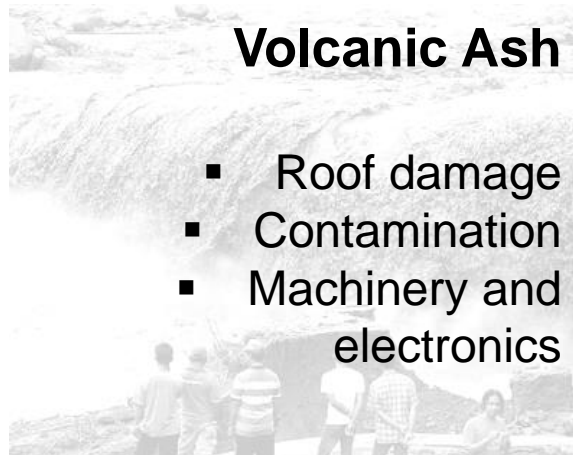 Volcanic Ash
▪ Roof damage
▪ Contamination
▪ Machinery and
electronics